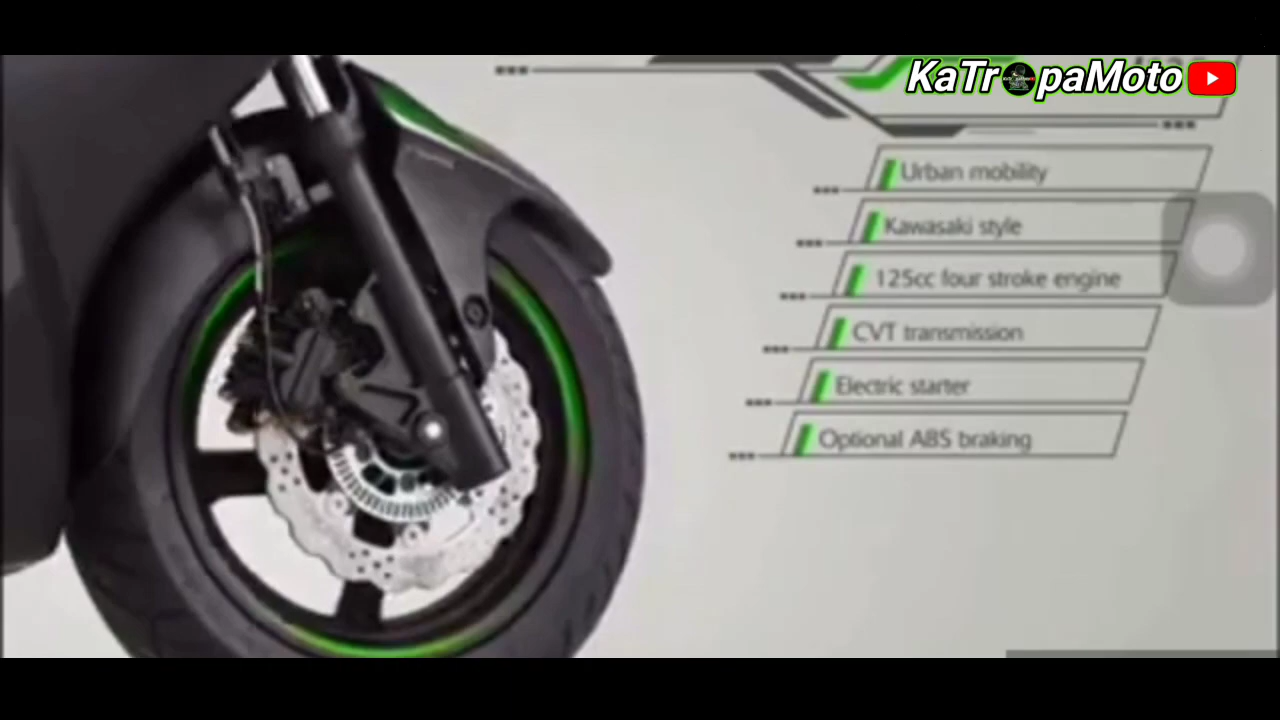 KaTropaMoto
Urban mobility
Kawasaki style
125cc four stroke engine
CVT transmission
Electric starter
Optional ABS braking